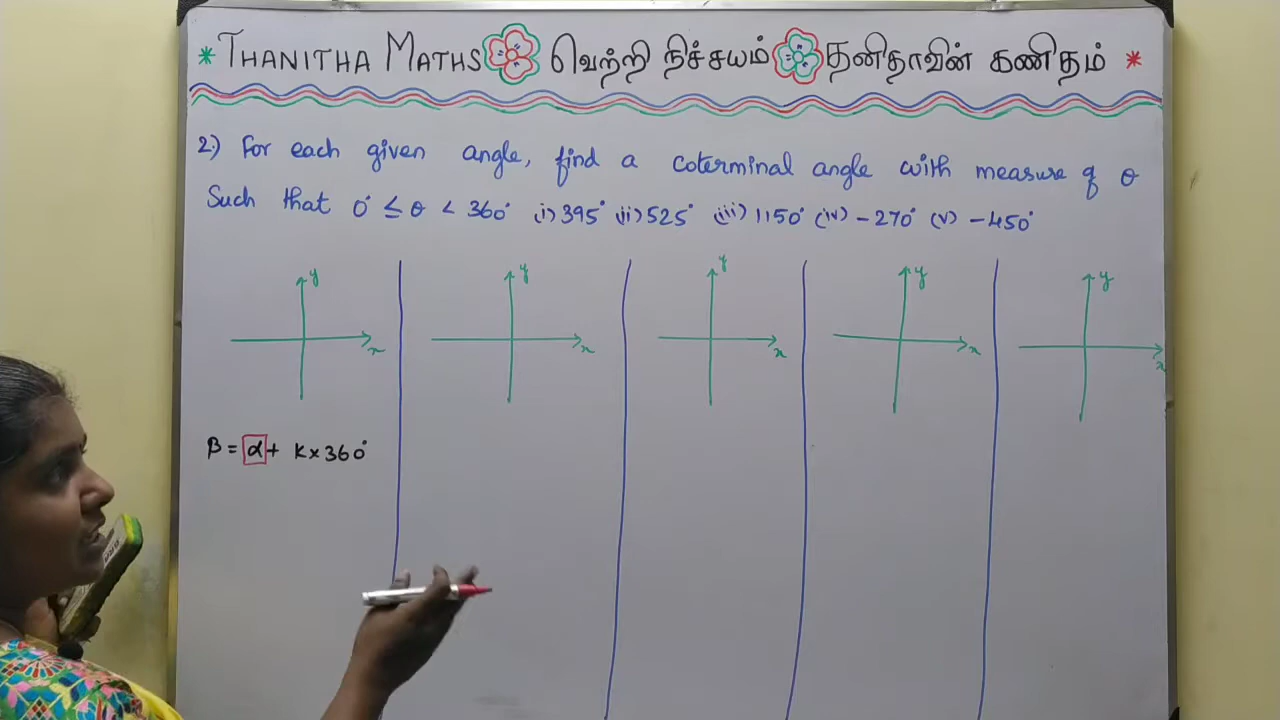 * THANITHA MATHS வெற்றி நிச்சயம் தனிதாவின் கணிதம் *
2.) For each given angle, find a coterminal angle with measure of θ
Such that 0° ≤ θ < 360° (i) 395° (ii) 525° (iii) 1150° (iv) -270° (v) -450°
y y y y y
x x x x x
β = α + k×360°